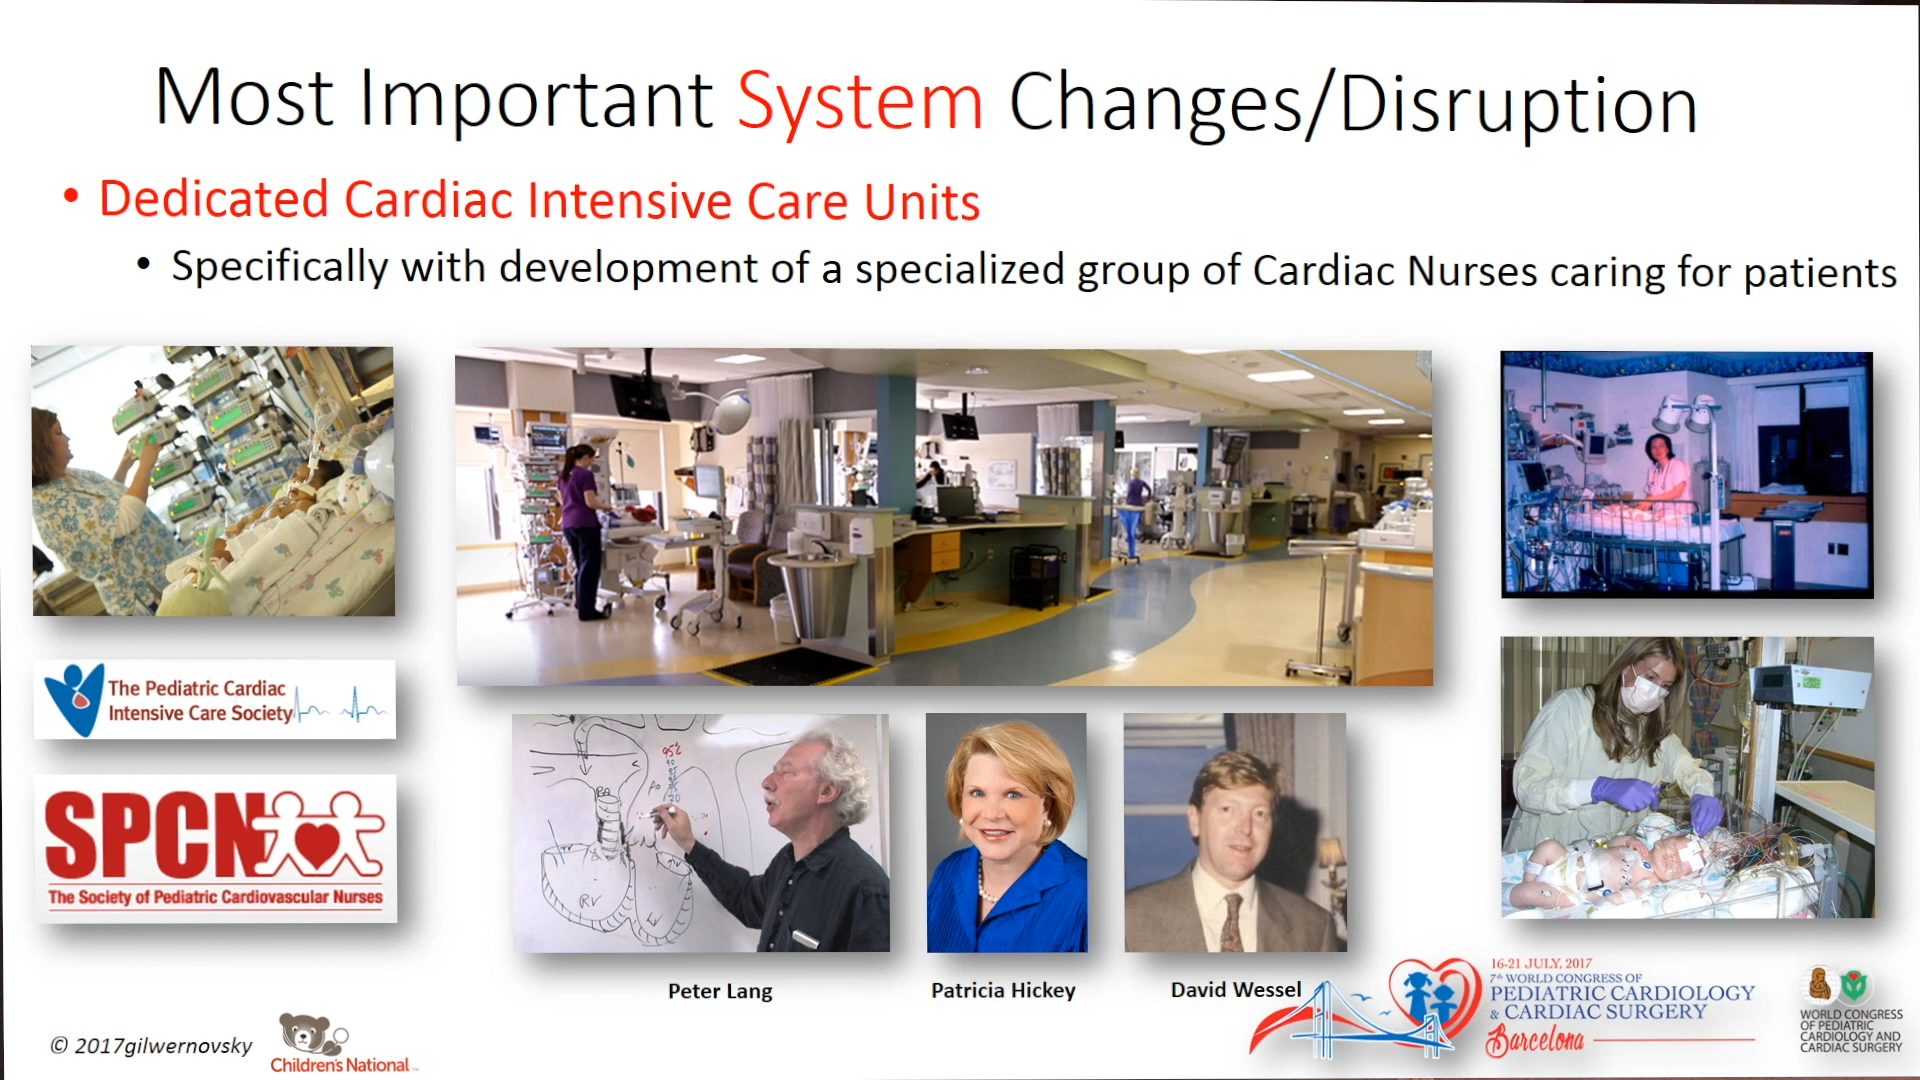 Most Important System Changes/Disruption
• Dedicated Cardiac Intensive Care Units
• Specifically with development of a specialized group of Cardiac Nurses caring for patients
The Pediatric Cardiac
Intensive Care Society
SPCN
The Society of Pediatric Cardiovascular Nurses
95%
RA
RV
Peter Lang
Patricia Hickey
David Wessel
© 2017gilwernovsky
Children's National
16-21 JULY, 2017
7th WORLD CONGRESS OF
PEDIATRIC CARDIOLOGY
& CARDIAC SURGERY
Barcelona
WORLD CONGRESS
OF PEDIATRIC
CARDIOLOGY AND
CARDIAC SURGERY